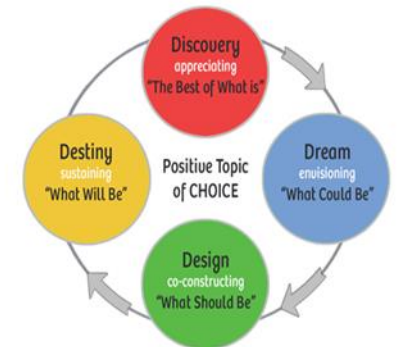 Discovery
appreciating
"The Best of What is"
Dream
envisioning
"What Could Be"
Design
co-constructing
"What Should Be"
Destiny
sustaining
"What Will Be"
Positive Topic
of CHOICE